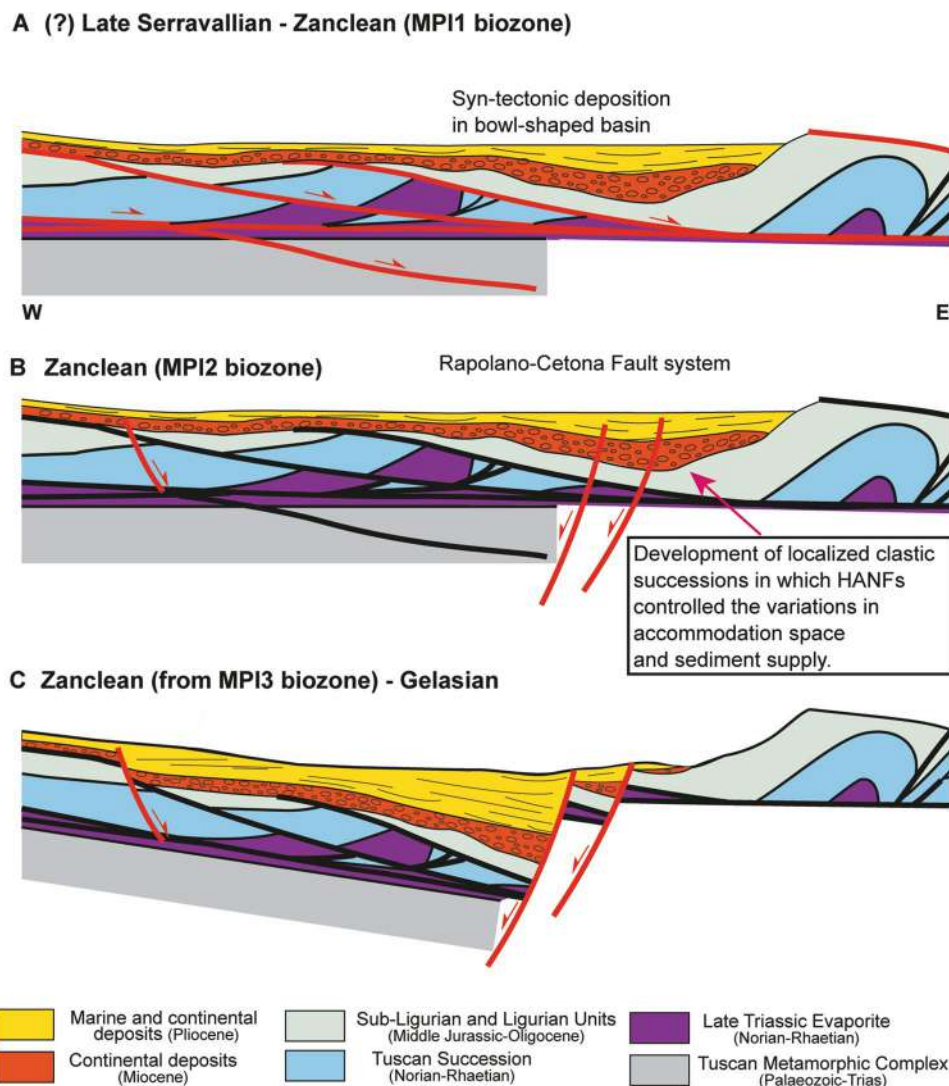 A (?) Late Serravallian - Zanclean (MPI1 biozone)
Syn-tectonic deposition
in bowl-shaped basin
W
E
B Zanclean (MPI2 biozone)
Rapolano-Cetona Fault system
Development of localized clastic
successions in which HANFs
controlled the variations in
accommodation space
and sediment supply.
C Zanclean (from MPI3 biozone) - Gelasian
Marine and continental
deposits (Pliocene)
Continental deposits
(Miocene)
Sub-Ligurian and Ligurian Units
(Middle Jurassic-Oligocene)
Tuscan Succession
(Norian-Rhaetian)
Late Triassic Evaporite
(Norian-Rhaetian)
Tuscan Metamorphic Complex
(Palaeozoic-Trias)